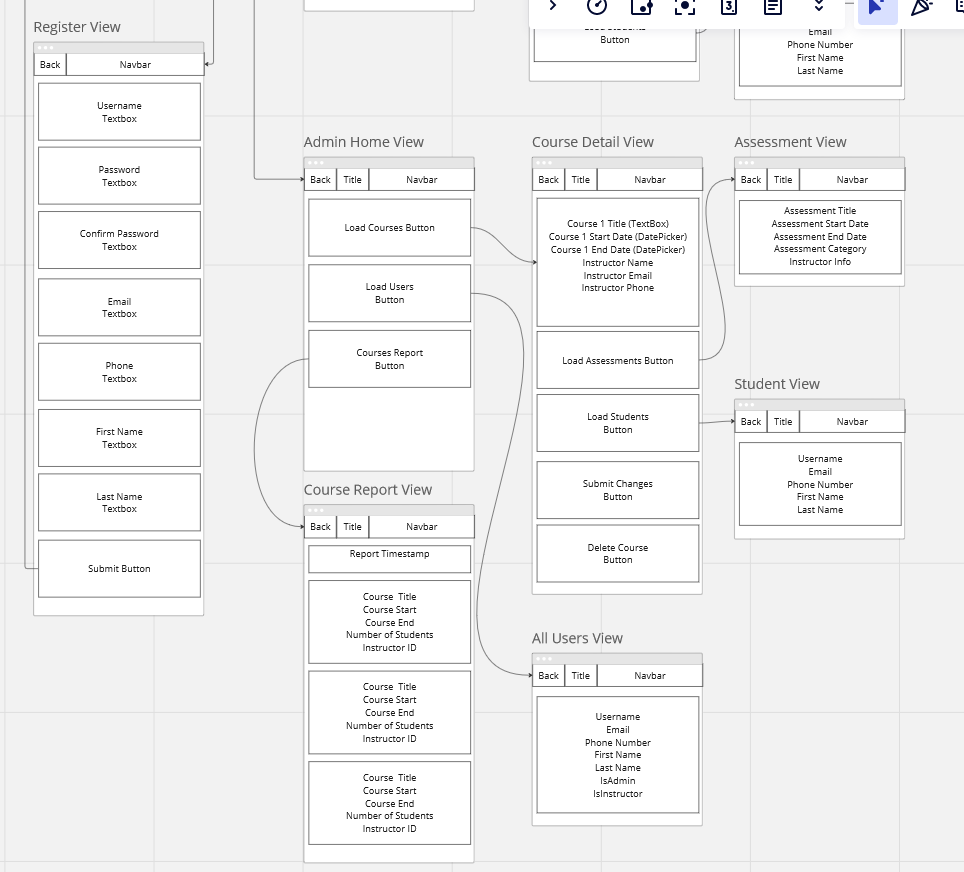 Register View
Back
Navbar
Username
Textbox
Password
Textbox
Confirm Password
Textbox
Email
Textbox
Phone
Textbox
First Name
Textbox
Last Name
Textbox
Submit Button
Admin Home View
Back
Title
Navbar
Load Courses Button
Load Users
Button
Courses Report
Button
Course Report View
Back
Title
Navbar
Report Timestamp
Course Title
Course Start
Course End
Number of Students
Instructor ID
Course Title
Course Start
Course End
Number of Students
Instructor ID
Course Title
Course Start
Course End
Number of Students
Instructor ID
3
Button
Course Detail View
Back
Title
Navbar
Course 1 Title (TextBox)
Course 1 Start Date (DatePicker)
Course 1 End Date (DatePicker)
Instructor Name
Instructor Email
Instructor Phone
Load Assessments Button
Load Students
Button
Submit Changes
Button
Delete Course
Button
All Users View
Back
Title
Navbar
Username
Email
Phone Number
First Name
Last Name
IsAdmin
IsInstructor
Email
Phone Number
First Name
Last Name
Assessment View
Back
Title
Navbar
Assessment Title
Assessment Start Date
Assessment End Date
Assessment Category
Instructor Info
Student View
Back
Title
Navbar
Username
Email
Phone Number
First Name
Last Name